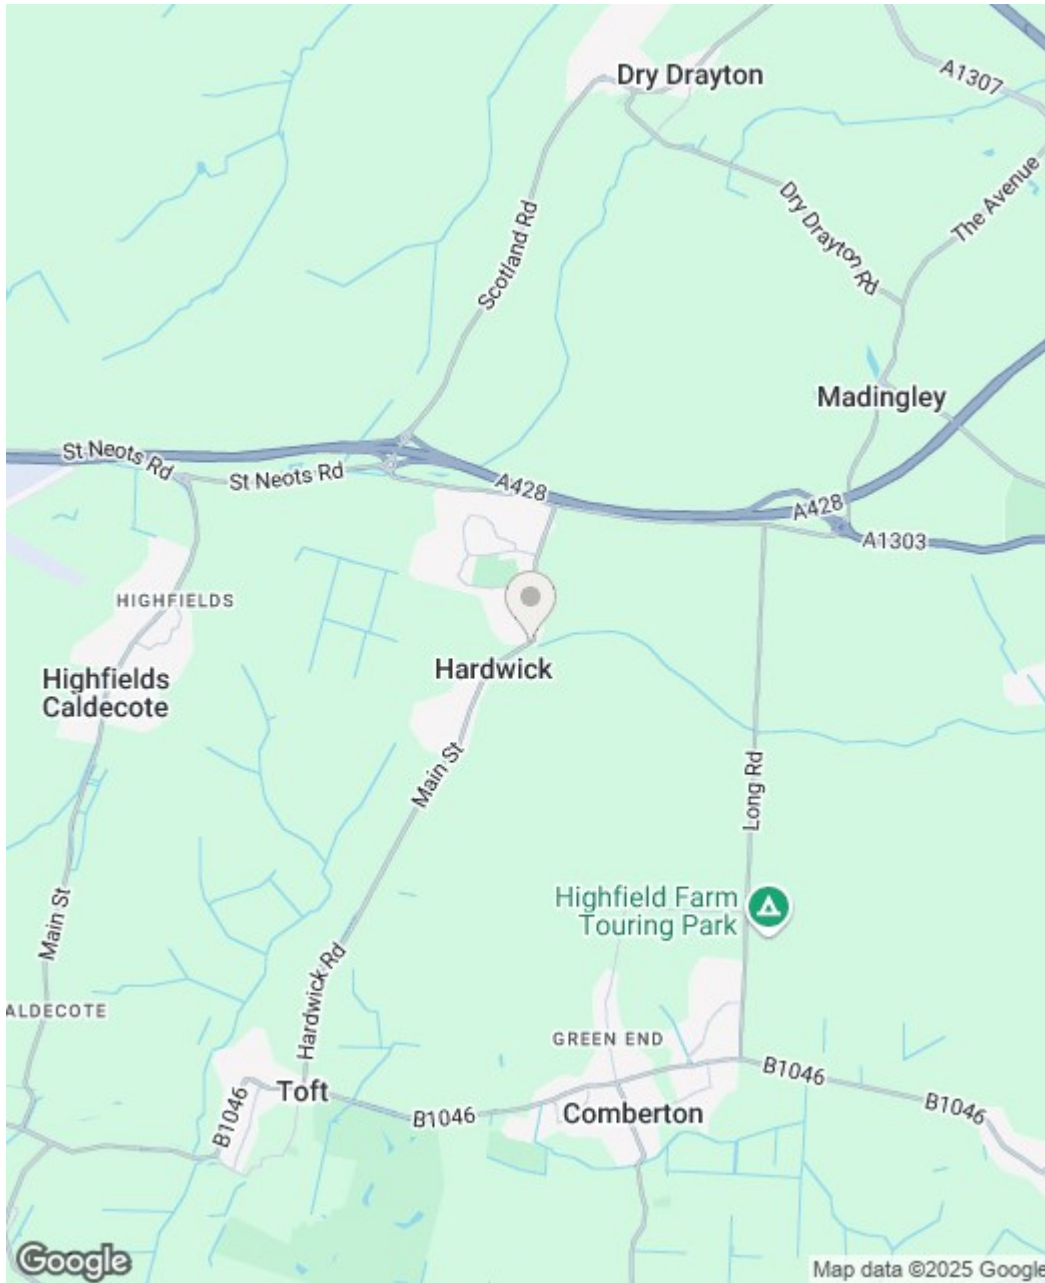 Dry Drayton
A1307
The Avenue
Dry Drayton Rd
Scotland Rd
Madingley
St Neots Rd
St Neots Rd
A428
A428
A1303
HIGHFIELDS
Hardwick
Highfields
Caldecote
Main St
Long Rd
Highfield Farm
Touring Park
Main St
Hardwick Rd
ALDECOTE
GREEN END
B1046
Toft
B1046
B1046
Comberton
B1046
Google
Map data ©2025 Google